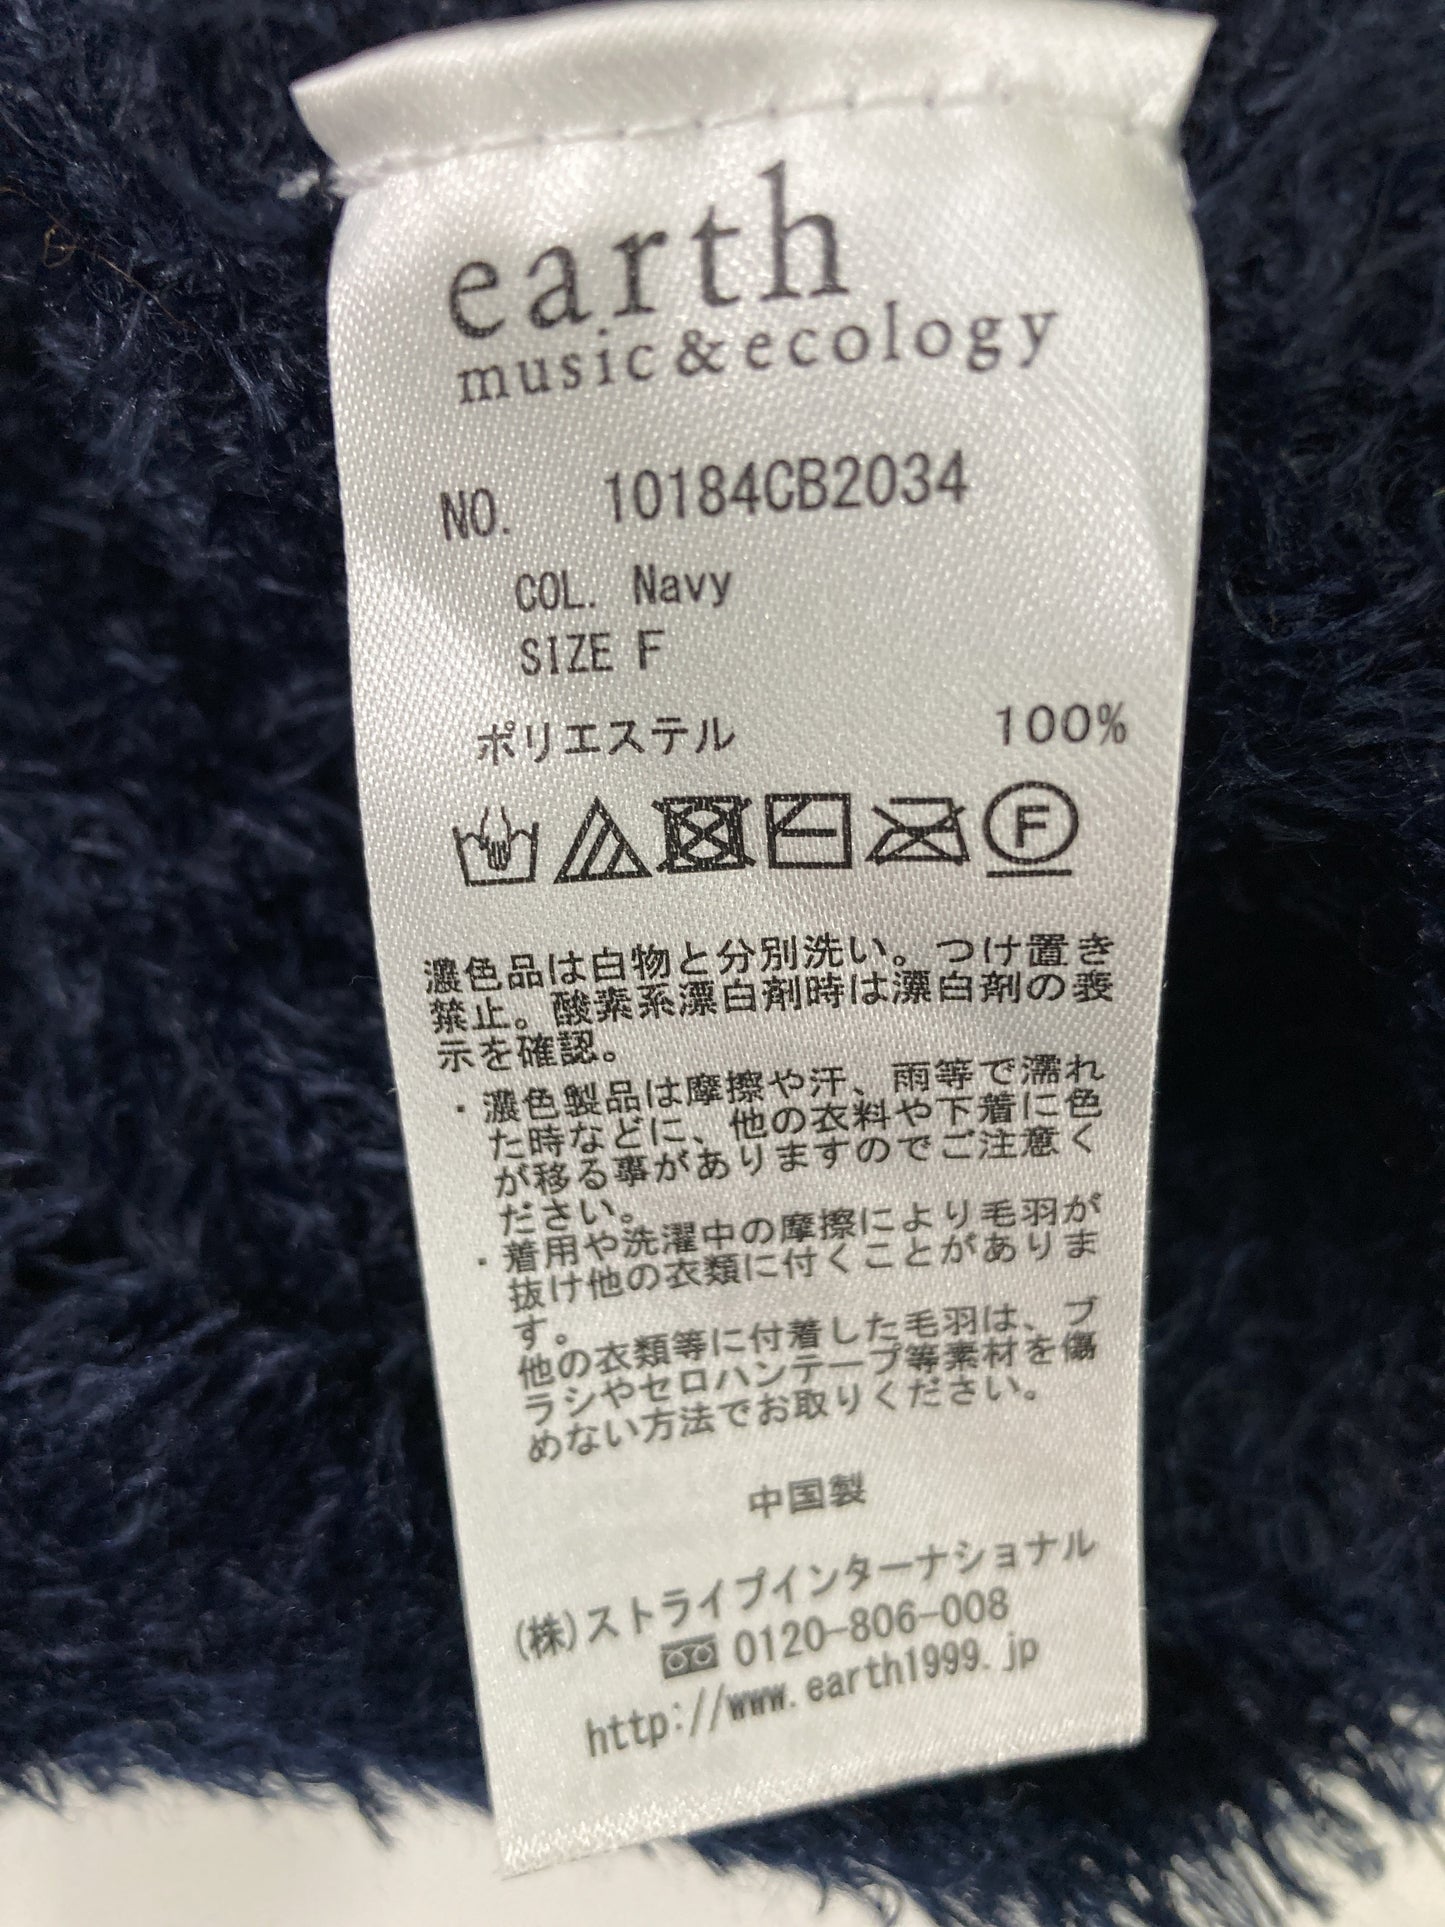 earth
music&ecology
NO. 10184CB2034
COL. Navy
SIZE F
ポリエステル 100%
F
濃色品は白物と分別洗い。つけ置き
禁止。酸素系漂白剤時は漂白剤の表
示を確認。
・濃色製品は摩擦や汗、雨等で濡れ
た時などに、他の衣料や下着に色
が移る事がありますのでご注意く
ださい。
・着用や洗濯中の摩擦により毛羽が
抜け他の衣類に付くことがありま
す。
他の衣類等に付着した毛羽は、ブ
ラシやセロハンテープ等素材を傷
めない方法でお取りください。
中国製
(株)ストライプインターナショナル
0120-806-008
http://www.earth1999.jp